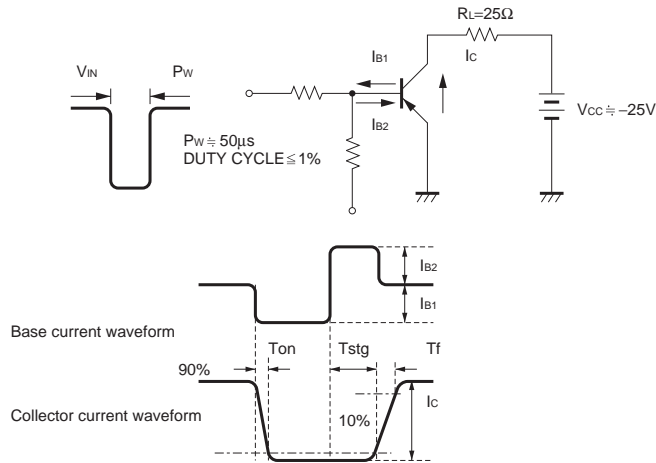 RL=25Ω
IB1
IC
VIN
PW
IB2
VCC≒–25V
PW≒50μs
DUTY CYCLE≦1%
IB2
IB1
Base current waveform
Ton
Tstg
Tf
90%
10%
IC
Collector current waveform